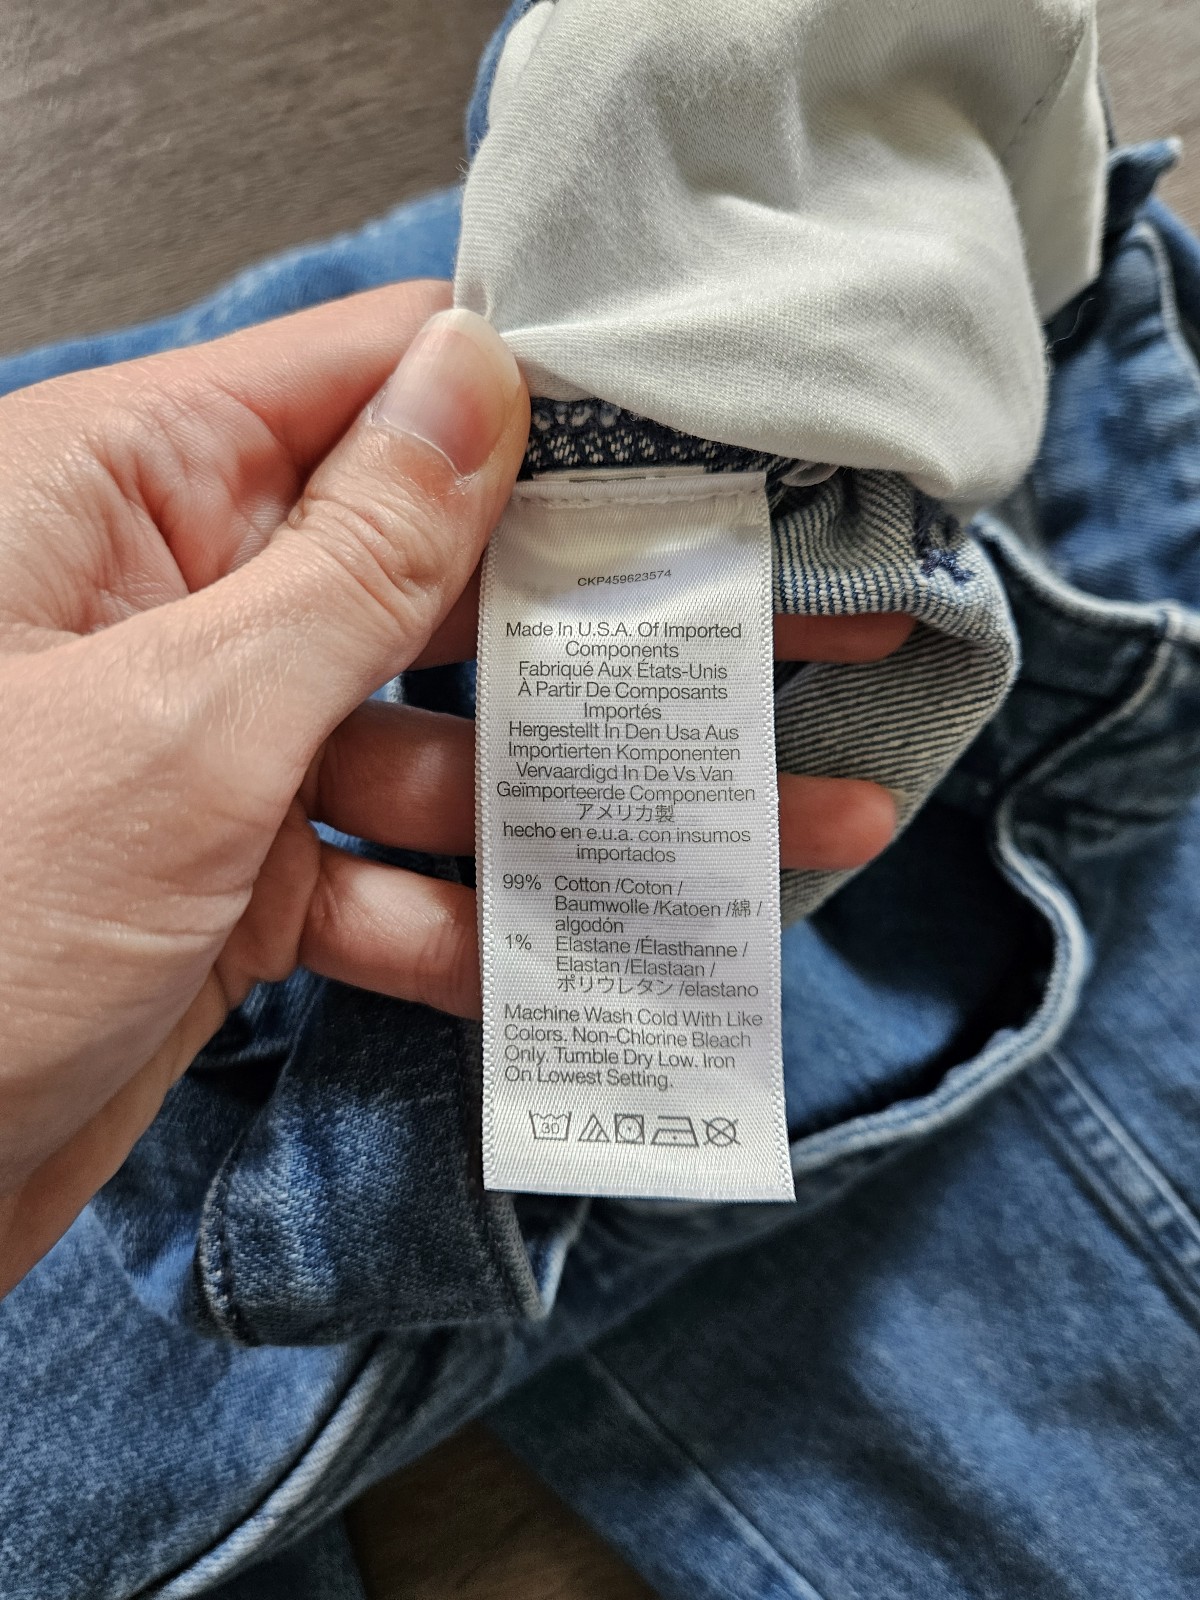 CKP459623574
Made In U.S.A. Of Imported
Components
Fabriqué Aux États-Unis
À Partir De Composants
Importés
Hergestellt In Den Usa Aus
Importierten Komponenten
Vervaardigd In De Vs Van
Geïmporteerde Componenten
アメリカ製
hecho en e.u.a. con insumos
importados
99% Cotton /Coton /
Baumwolle /Katoen /綿 /
algodón
1% Elastane /Élasthanne /
Elastan /Elastaan /
ポリウレタン /elastano
Machine Wash Cold With Like
Colors. Non-Chlorine Bleach
Only. Tumble Dry Low. Iron
On Lowest Setting.
30